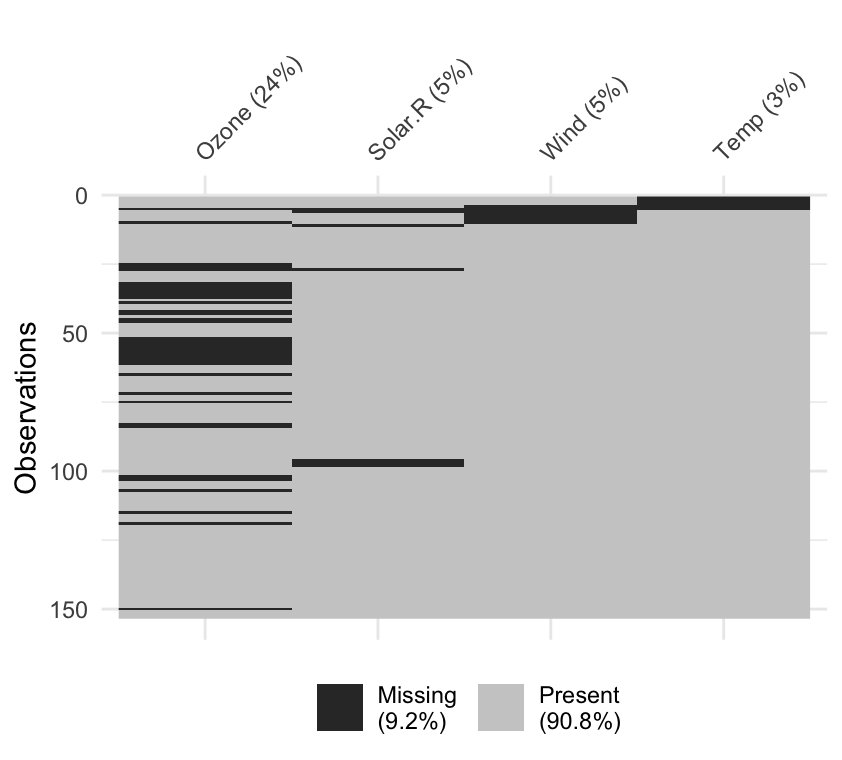 Ozone (24%)
Solar.R (5%)
Wind (5%)
Temp (3%)
0
50
100
150
Observations
Missing
(9.2%)
Present
(90.8%)